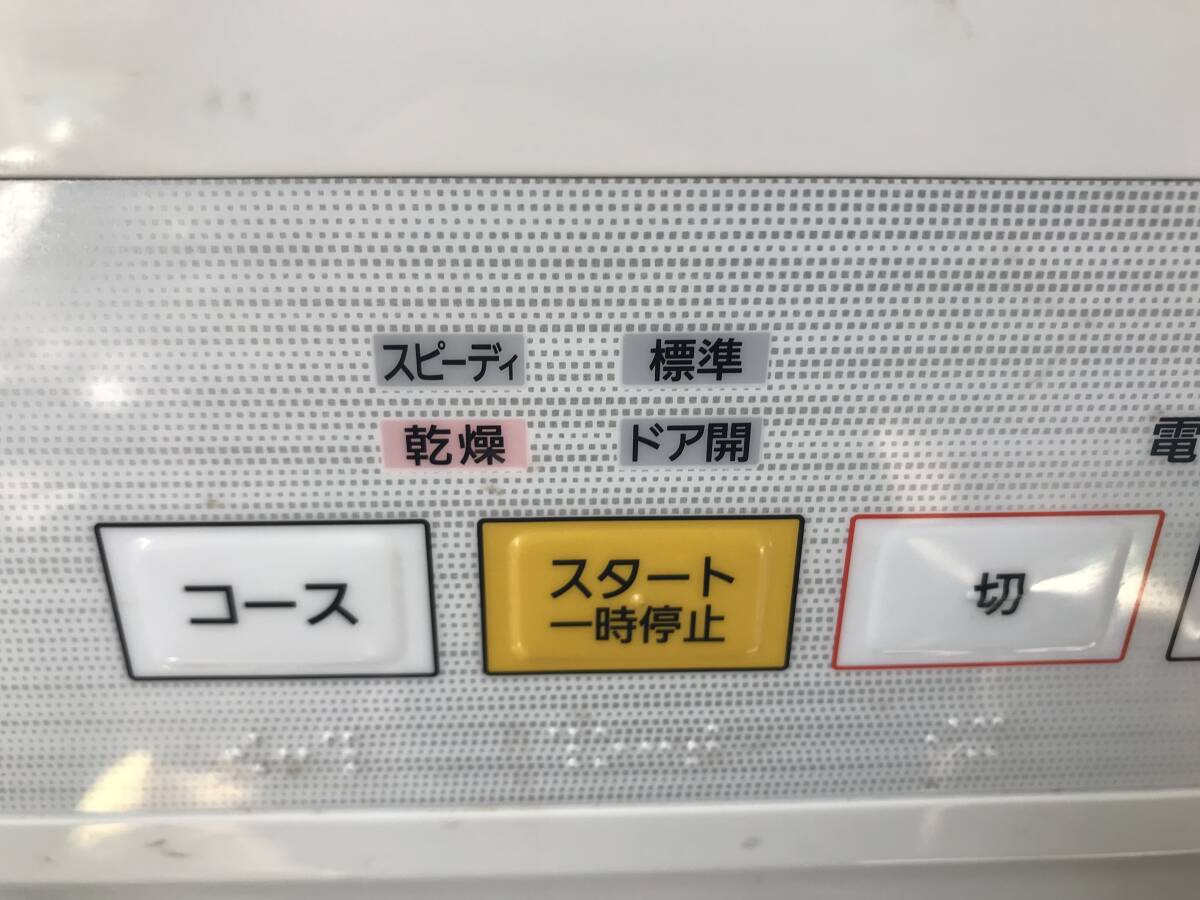 スピーディ 標準
乾燥 ドア開
電
コース
スタート
一時停止
切